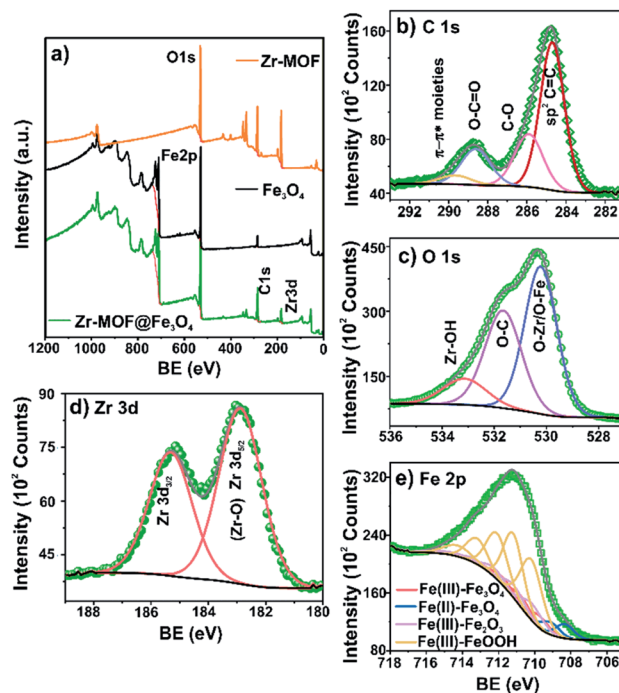 a)
O1s
Zr-MOF
Fe2p
Fe₃O₄
C1s
Zr3d
Zr-MOF@Fe₃O₄
Intensity (a.u.)
1200 1000 800 600 400 200 0
BE (eV)
b) C 1s
π–π* moieties
O-C=O
C-O
sp² C=C
Intensity (10² Counts)
160
120
80
40
292 290 288 286 284 282
c) O 1s
Zr-OH
O-C
O-Zr/O-Fe
Intensity (10² Counts)
450
300
150
536 534 532 530 528
BE (eV)
d) Zr 3d
Zr 3d₃/₂
Zr 3d₅/₂
(Zr-O)
Intensity (10² Counts)
90
75
60
45
188 186 184 182 180
BE (eV)
e) Fe 2p
Fe(III)-Fe₃O₄
Fe(II)-Fe₃O₄
Fe(III)-Fe₂O₃
Fe(III)-FeOOH
Intensity (10² Counts)
320
240
160
80
718 716 714 712 710 708 706
BE (eV)